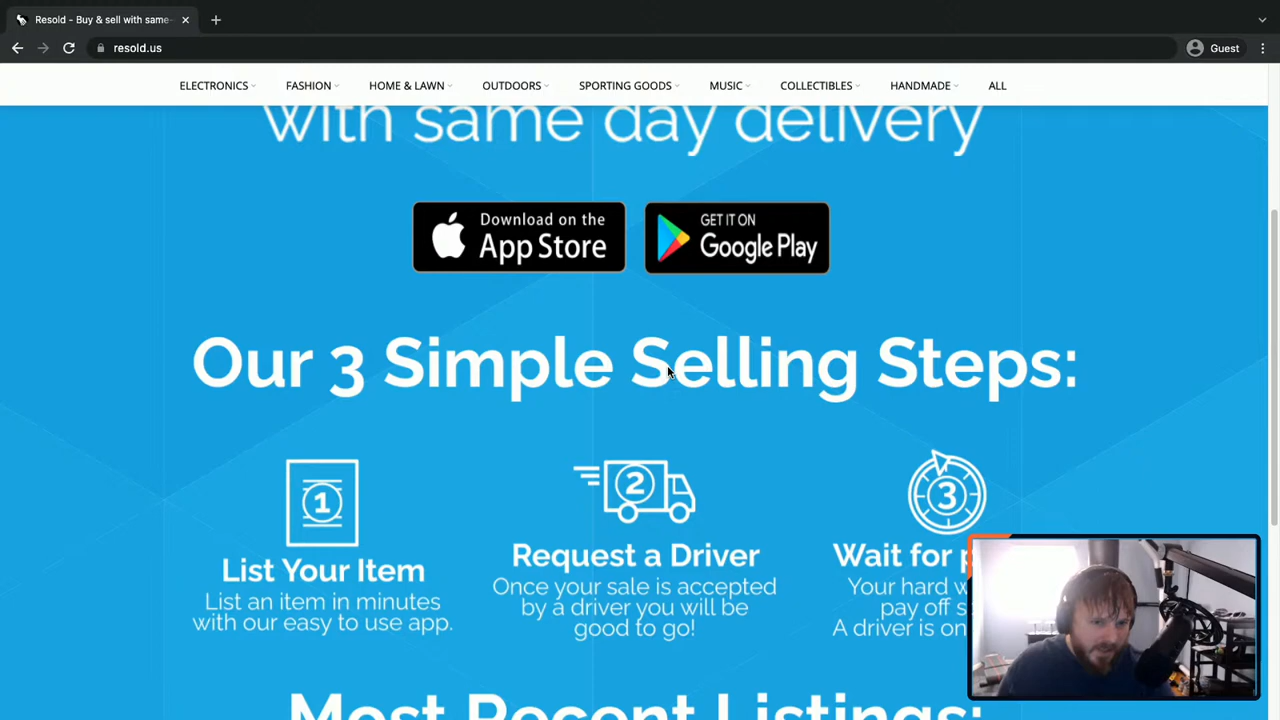 Resold - Buy & sell with same-
resold.us
Guest
ELECTRONICS
FASHION
HOME & LAWN
OUTDOORS
SPORTING GOODS
MUSIC
COLLECTIBLES
HANDMADE
ALL
with same day delivery
Download on the
App Store
GET IT ON
Google Play
Our 3 Simple Selling Steps:
1
List Your Item
List an item in minutes
with our easy to use app.
2
Request a Driver
Once your sale is accepted
by a driver you will be
good to go!
3
Wait for
Your hard
pay off
A driver is on
Most Recent Listings: